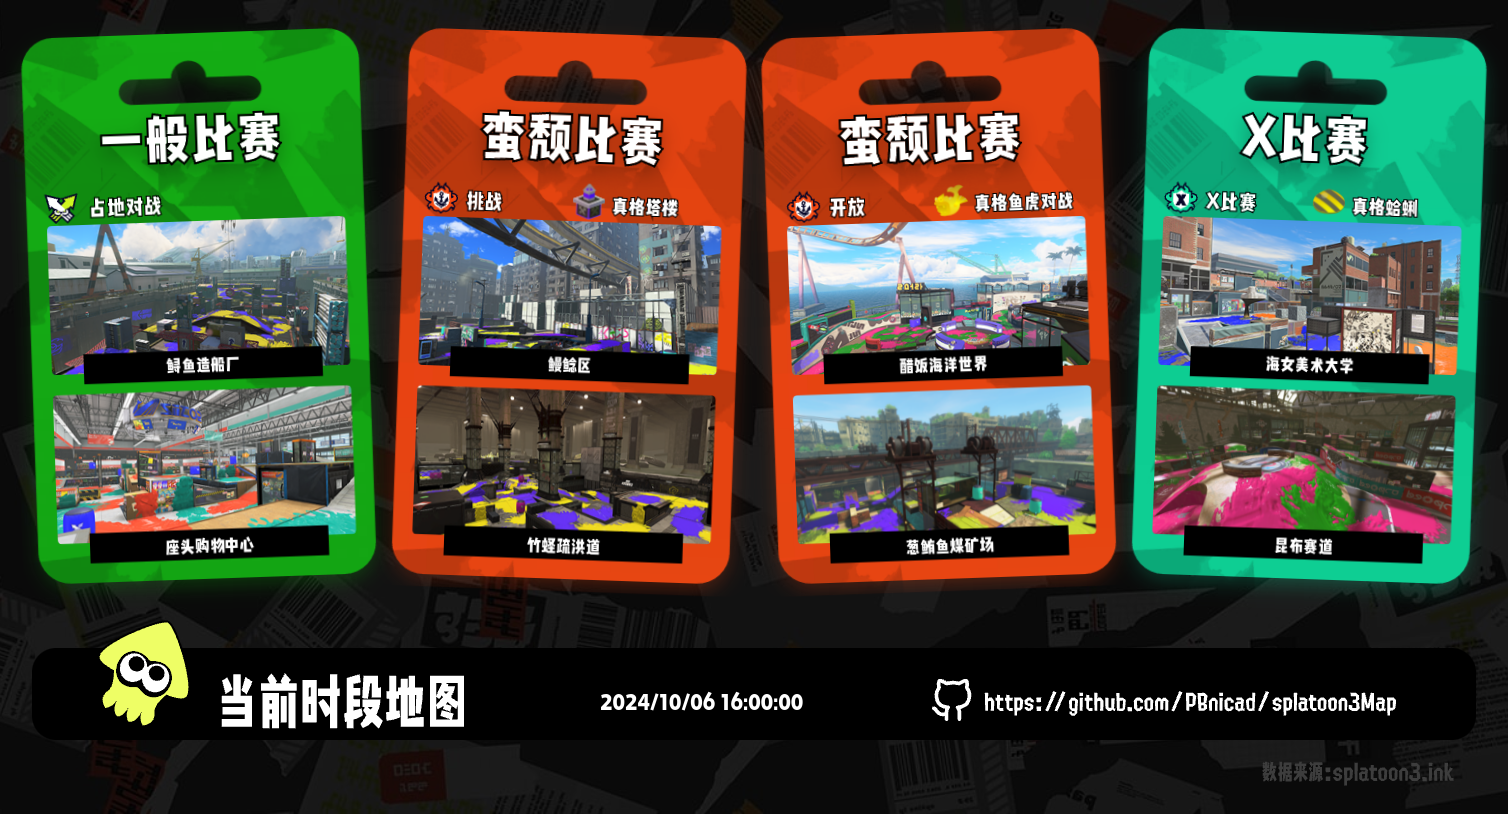 一般比赛
占地对战
鲟鱼造船厂
座头购物中心
蛮颓比赛
挑战
真格塔楼
鳗鲶区
竹蛏疏洪道
蛮颓比赛
开放
真格鱼虎对战
醋饭海洋世界
葱鲔鱼煤矿场
X比赛
X比赛
真格蛤蜊
海女美术大学
昆布赛道
当前时段地图
2024/10/06 16:00:00
https://github.com/PBnicad/splatoon3Map
数据来源:splatoon3.ink